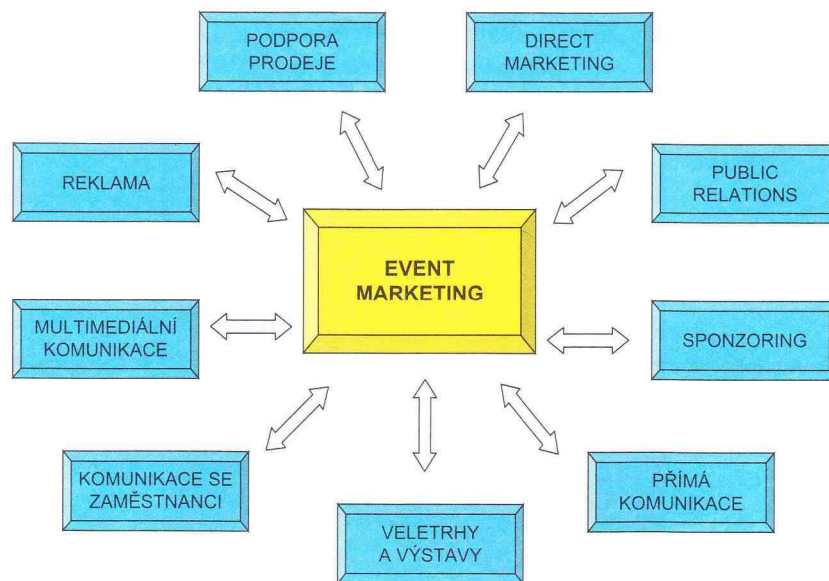 PODPORA
PRODEJE
DIRECT
MARKETING
REKLAMA
PUBLIC
RELATIONS
EVENT
MARKETING
MULTIMEDIÁLNÍ
KOMUNIKACE
SPONZORING
KOMUNIKACE SE
ZAMĚSTNANCI
PŘÍMÁ
KOMUNIKACE
VELETRHY
A VÝSTAVY